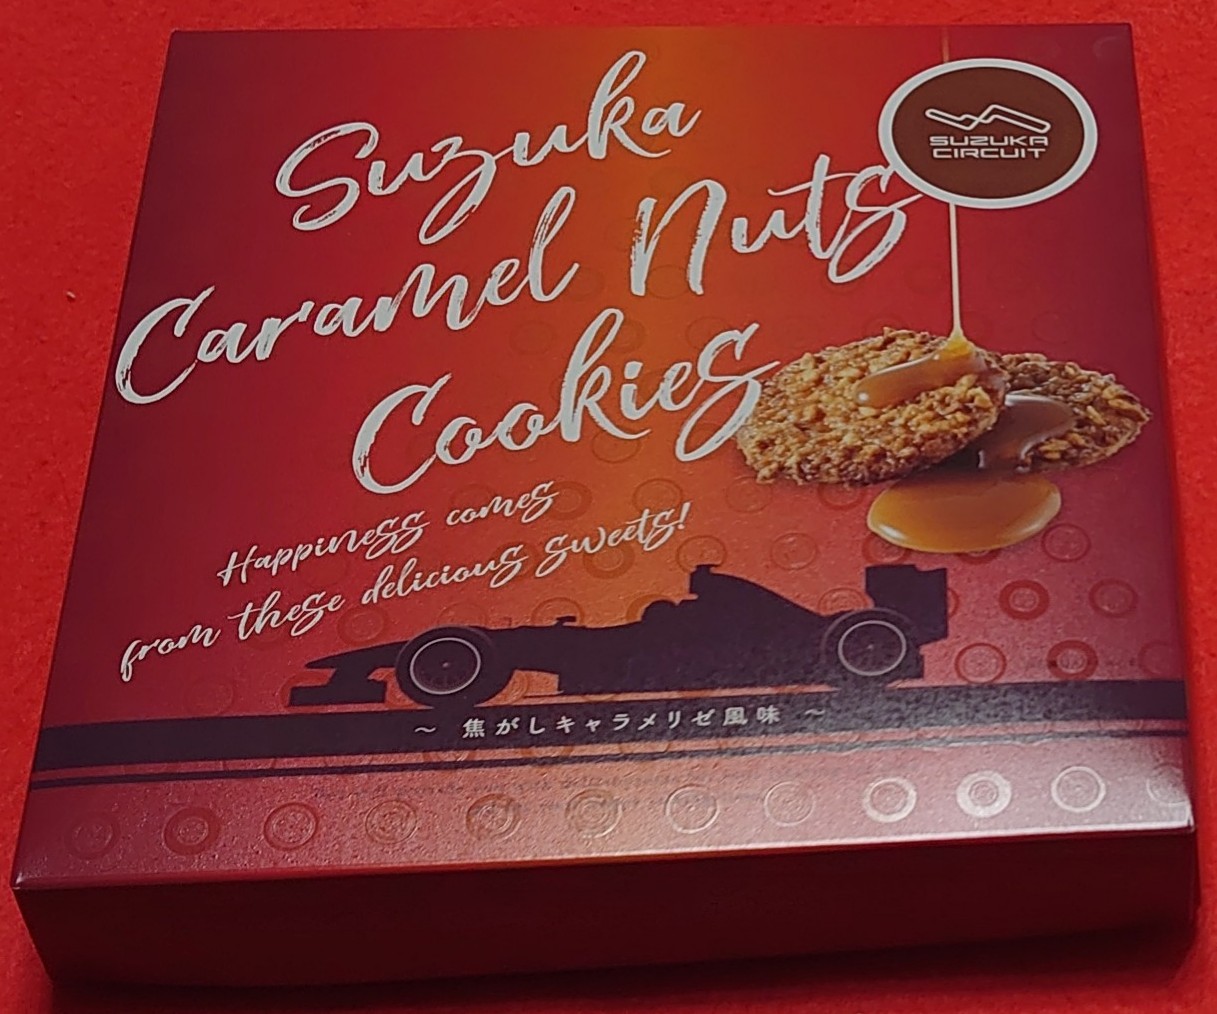 Suzuka
Caramel Nuts
Cookies
SUZUKA
CIRCUIT
Happiness comes
from these delicious sweets!
～ 焦がしキャラメリゼ風味 ～